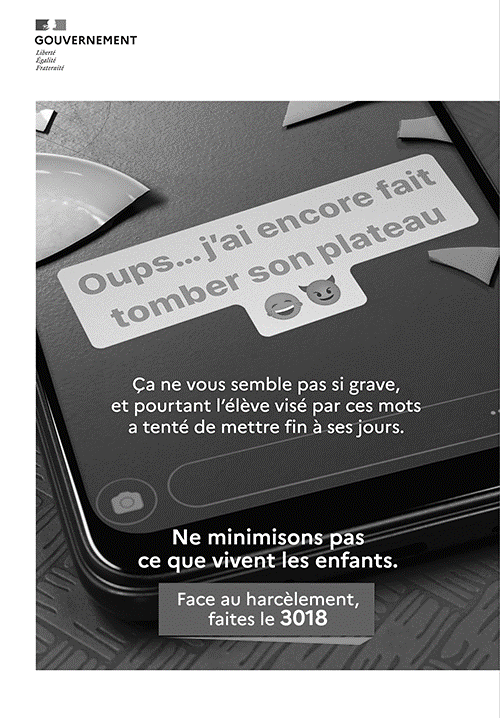 GOUVERNEMENT
Liberté
Égalité
Fraternité
Oups... j'ai encore fait
tomber son plateau
😂😈
Ça ne vous semble pas si grave,
et pourtant l'élève visé par ces mots
a tenté de mettre fin à ses jours.
Ne minimisons pas
ce que vivent les enfants.
Face au harcèlement,
faites le 3018